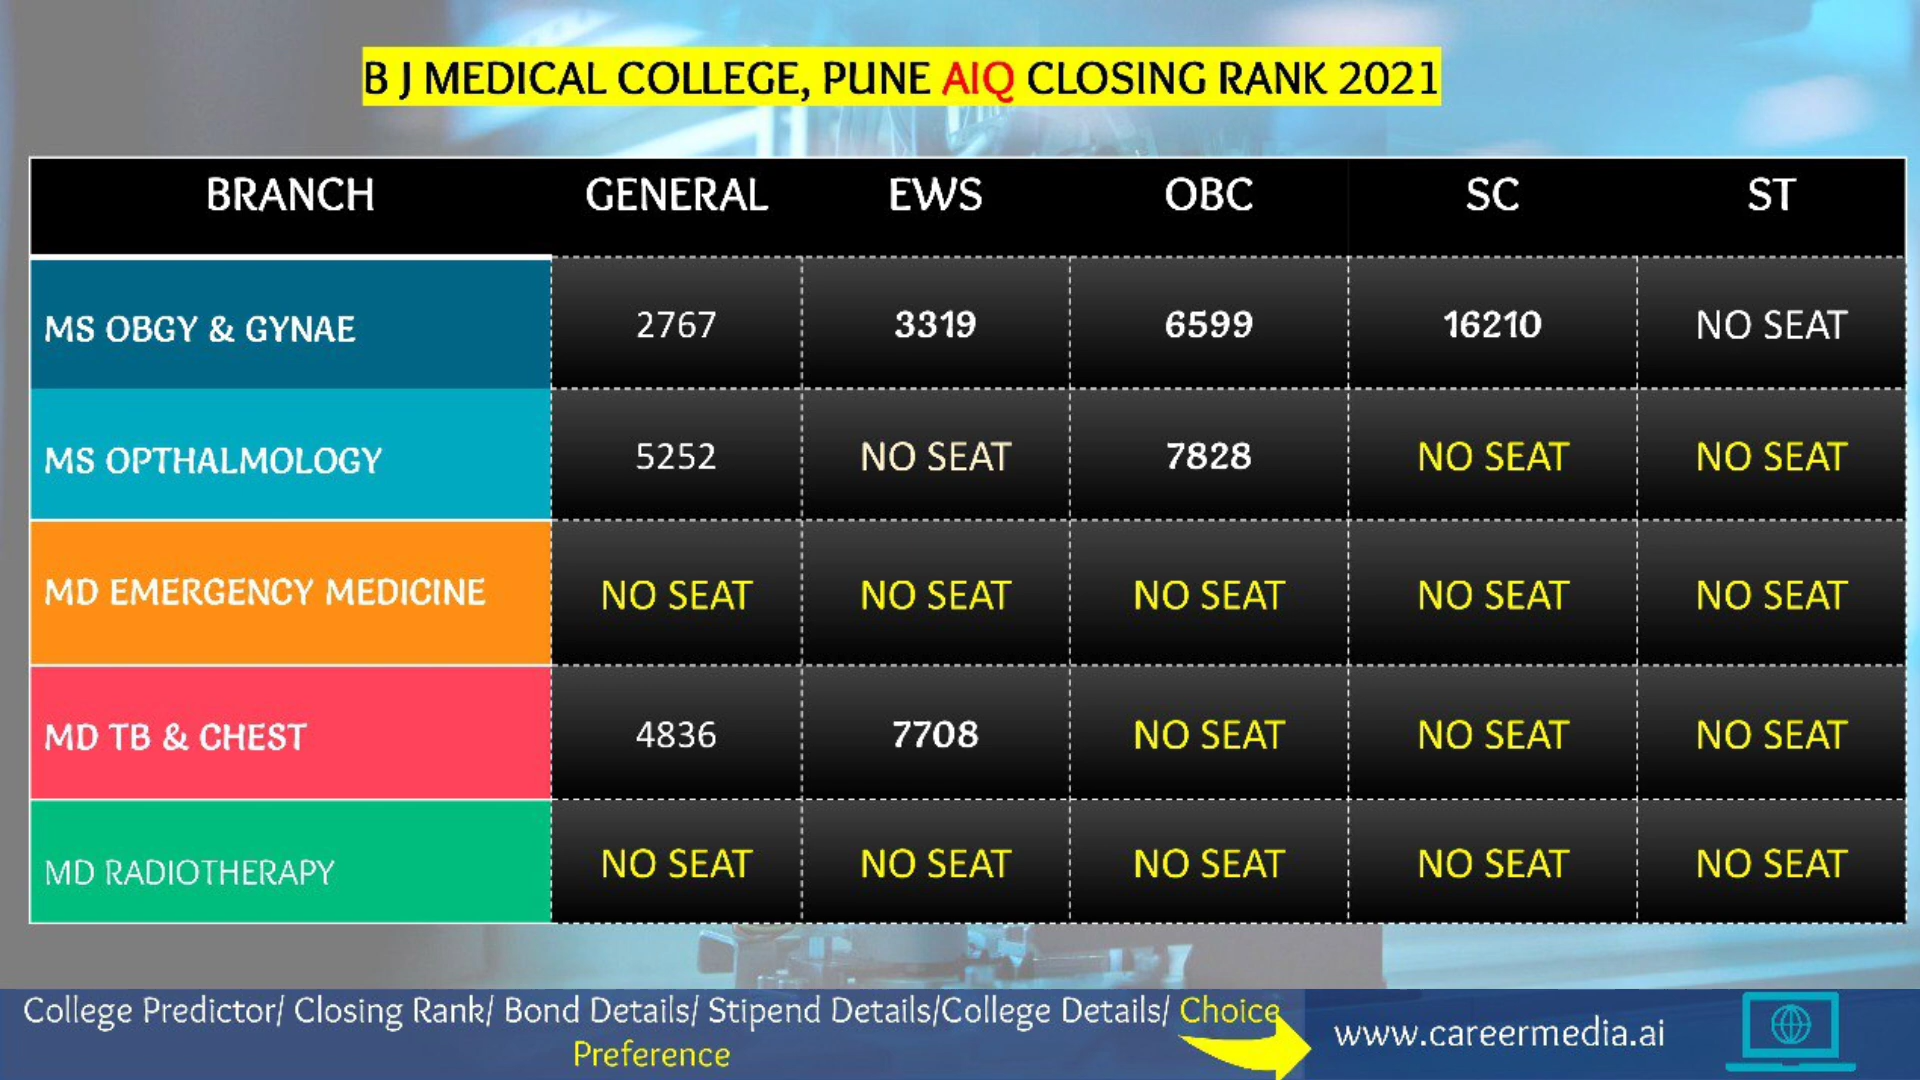 B J MEDICAL COLLEGE, PUNE AIQ CLOSING RANK 2021
BRANCH GENERAL EWS OBC SC ST
MS OBGY & GYNAE 2767 3319 6599 16210 NO SEAT
MS OPTHALMOLOGY 5252 NO SEAT 7828 NO SEAT NO SEAT
MD EMERGENCY MEDICINE NO SEAT NO SEAT NO SEAT NO SEAT NO SEAT
MD TB & CHEST 4836 7708 NO SEAT NO SEAT NO SEAT
MD RADIOTHERAPY NO SEAT NO SEAT NO SEAT NO SEAT NO SEAT
College Predictor/ Closing Rank/ Bond Details/ Stipend Details/College Details/ Choice
Preference
www.careermedia.ai